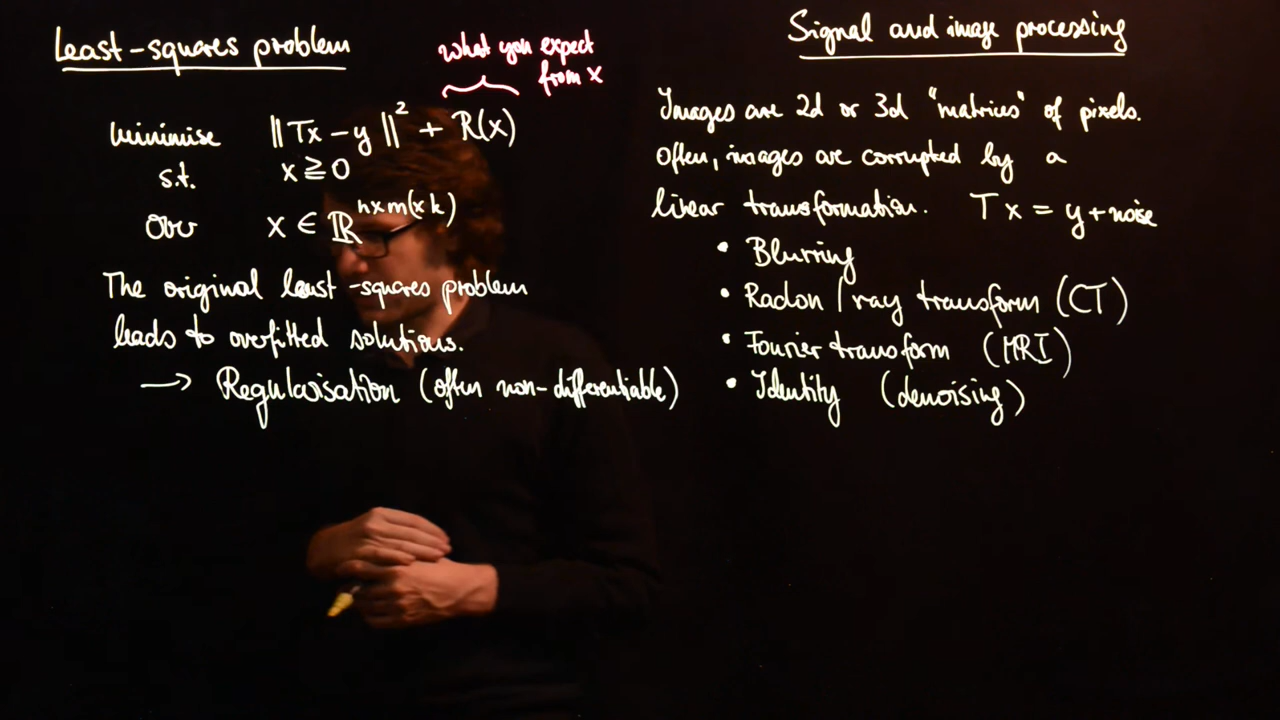 Least-squares problem
what you expect
from x
minimise ‖Tx - y‖² + R(x)
s.t. x ≥ 0
over x ∈ ℝ^{n×m(×k)}
The original least-squares problem
leads to overfitted solutions.
→ Regularisation (often non-differentiable)
Signal and image processing
Images are 2d or 3d "matrices" of pixels.
Often, images are corrupted by a
linear transformation. Tx = y + noise
• Blurring
• Radon / ray transform (CT)
• Fourier transform (MRI)
• Identity (denoising)